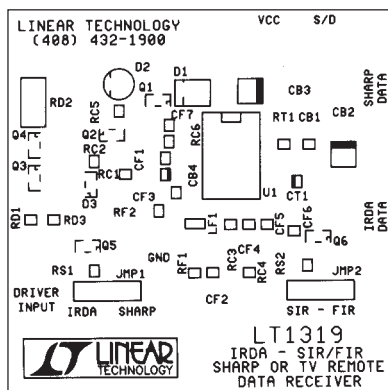 LINEAR TECHNOLOGY
(408) 432-1900
VCC S/D
D2
D1
Q1
RD2
RC5
CF7
CB3
SHARP DATA
Q4
Q2
RC6
RT1 CB1
CB2
RC2
CF1
Q3
RC1
D3
CB4
U1
CT1
CF3
RF2
IRDA DATA
RD1
RD3
LF1
CF5
CF6
Q5
GND
CF4
Q6
RS1
RF1
RC3
RC4
RS2
JMP1
JMP2
DRIVER INPUT
IRDA SHARP
CF2
SIR - FIR
LT1319
IRDA - SIR/FIR
SHARP OR TV REMOTE
DATA RECEIVER
LT LINEAR
TECHNOLOGY